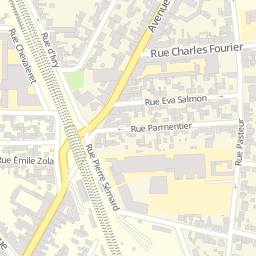 Avenue
Rue d'Ivry
Rue Chevaleret
Rue Charles Fourier
Rue Eva Salmon
Rue Parmentier
Rue Pasteur
Rue Émile Zola
Rue Pierre Sémard
ue